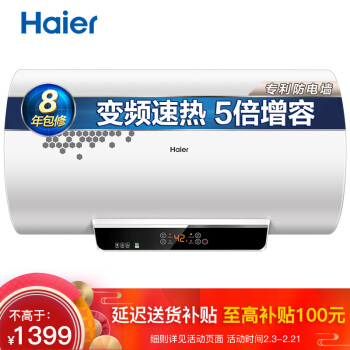 Haier
专利防电墙
8
年包修
变频速热 5倍增容
Haier
42
不高于:
¥1399
延迟送货补贴 至高补贴100元
细则详见活动页面 活动时间2.3-2.21